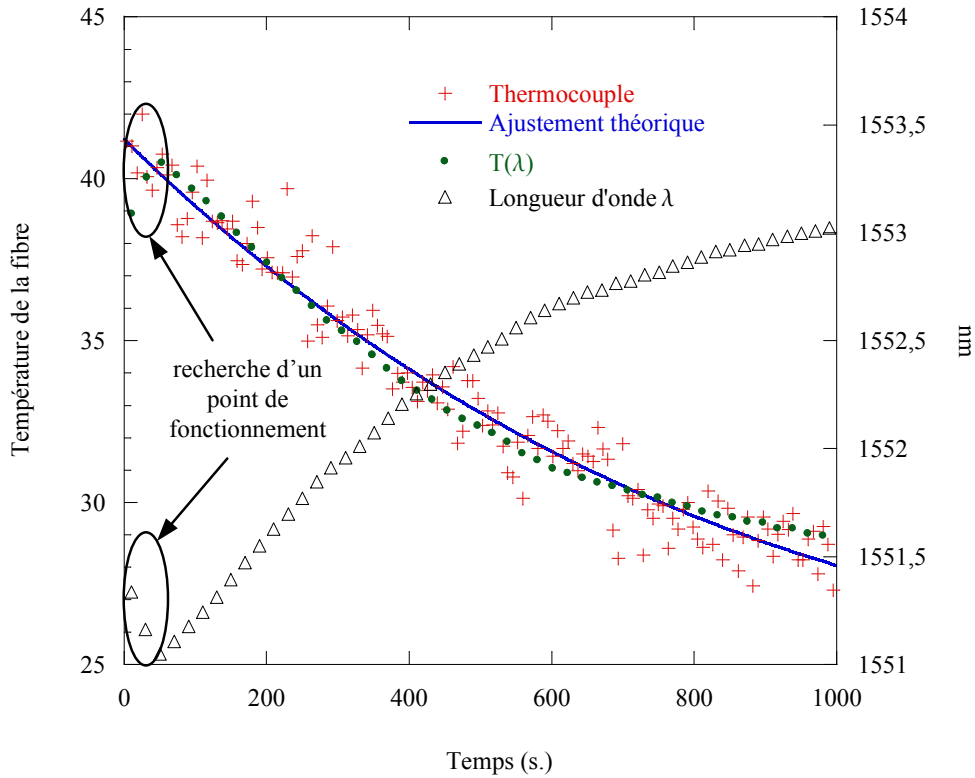 45
40
35
30
25
Température de la fibre
1554
1553,5
1553
1552,5
1552
1551,5
1551
nm
Thermocouple
Ajustement théorique
T(λ)
Longueur d'onde λ
recherche d’un
point de
fonctionnement
0
200
400
600
800
1000
Temps (s.)